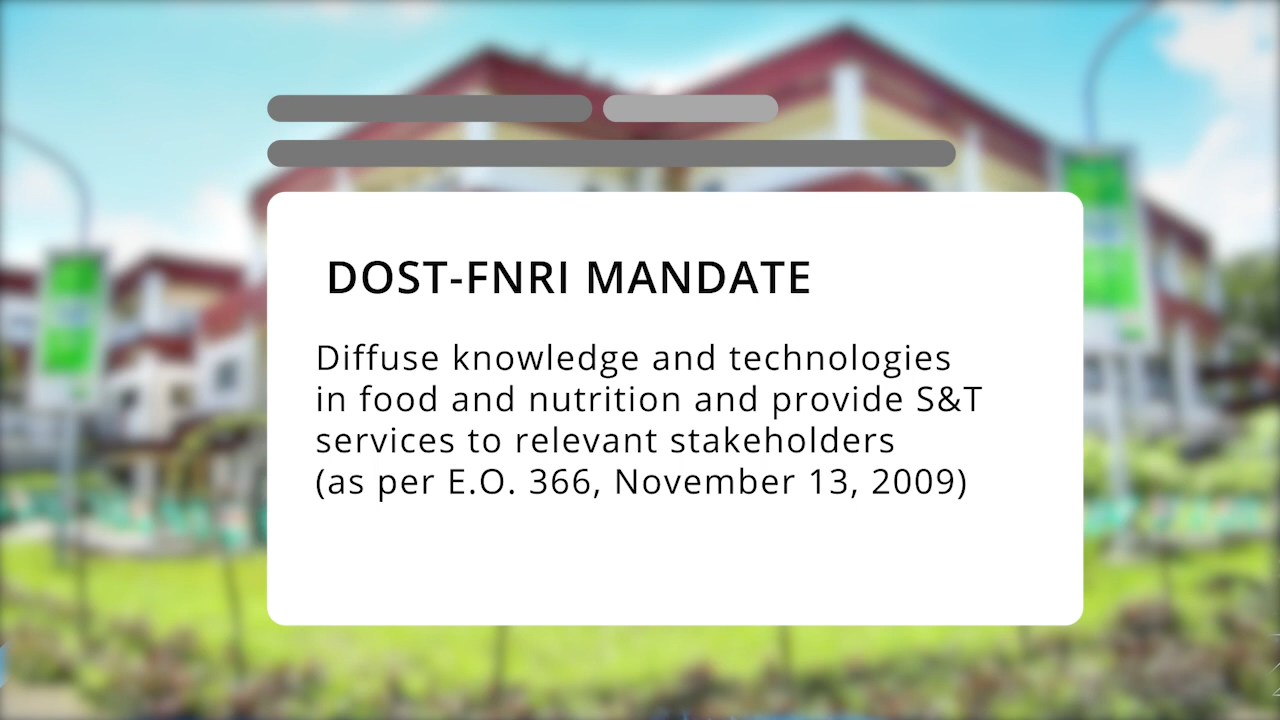 DOST-FNRI MANDATE
Diffuse knowledge and technologies
in food and nutrition and provide S&T
services to relevant stakeholders
(as per E.O. 366, November 13, 2009)